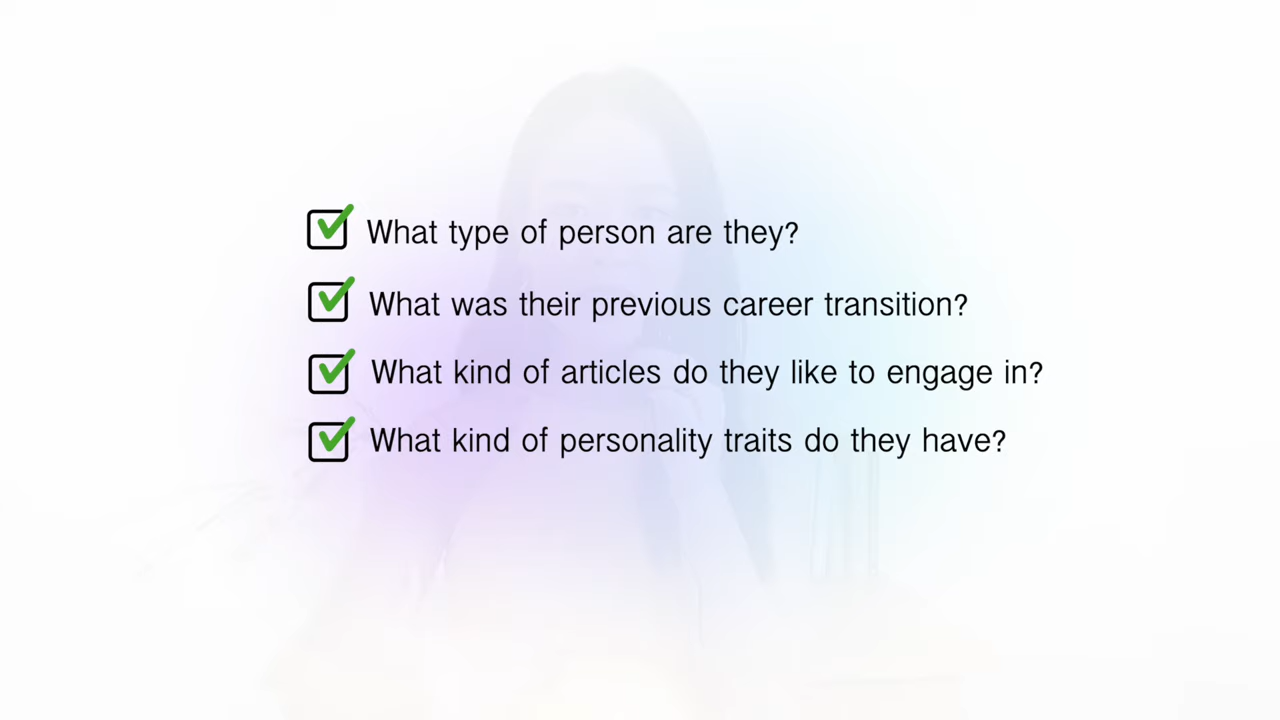 What type of person are they?
What was their previous career transition?
What kind of articles do they like to engage in?
What kind of personality traits do they have?